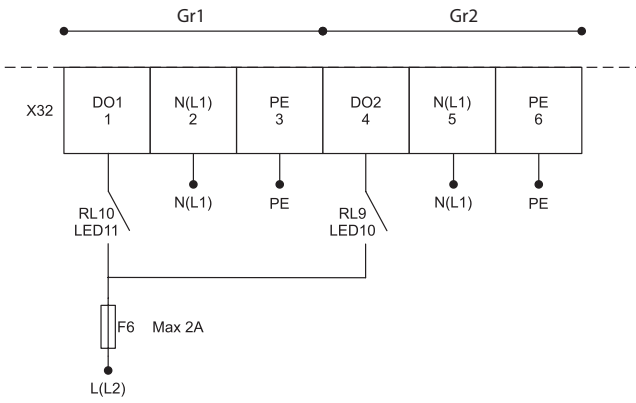 Gr1 Gr2
X32
DO1 N(L1) PE DO2 N(L1) PE
1 2 3 4 5 6
N(L1) PE N(L1) PE
RL10 RL9
LED11 LED10
F6 Max 2A
L(L2)